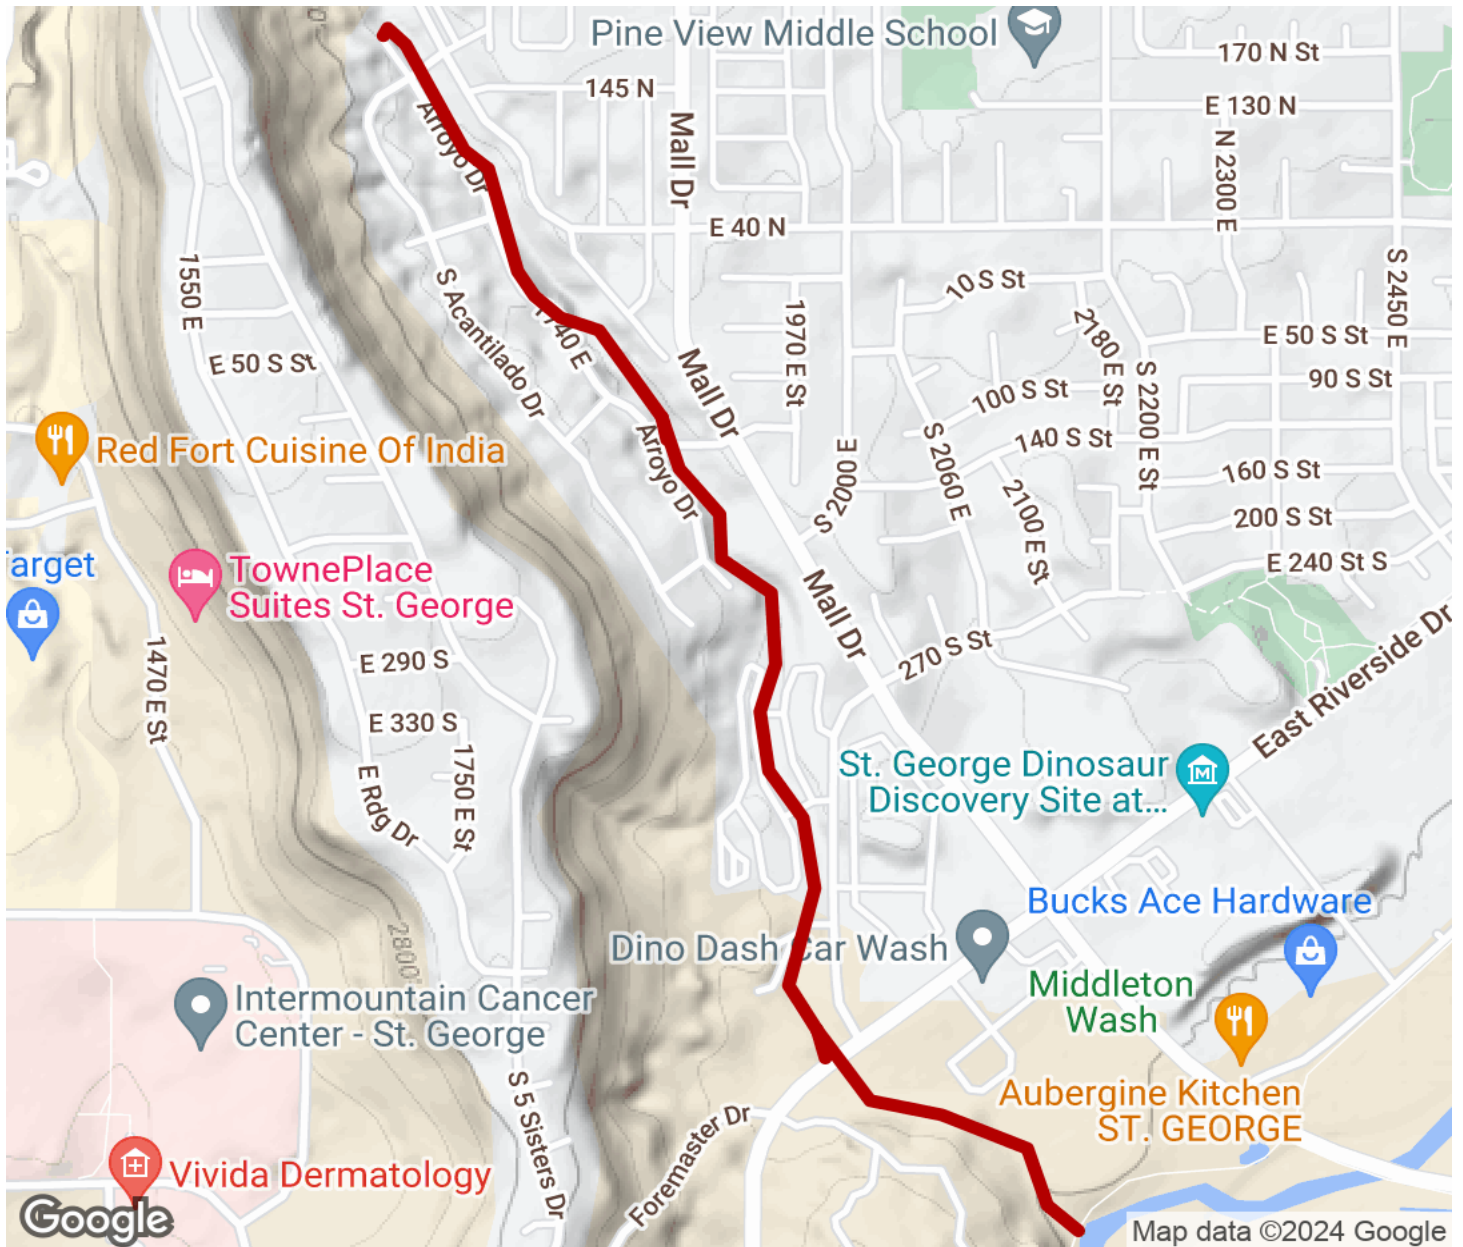 Pine View Middle School
170 N St
145 N
E 130 N
Arroyo Dr
Mall Dr
N 2300 E
E 40 N
1550 E
S Acantilado Dr
10 S St
S 2450 E
1740 E
1970 E St
2180 E St
E 50 S St
E 50 S St
Mall Dr
S 2200 E St
90 S St
100 S St
Red Fort Cuisine Of India
Arroyo Dr
S 2000 E
S 2060 E
140 S St
160 S St
2100 E St
200 S St
Target
TownePlace
Suites St. George
E 240 St S
Mall Dr
1470 E St
E 290 S
270 S St
East Riverside Dr
E 330 S
1750 E St
E Rdg Dr
St. George Dinosaur
Discovery Site at...
Bucks Ace Hardware
2800
Dino Dash Car Wash
Intermountain Cancer
Center - St. George
Middleton
Wash
S 5 Sisters Dr
Foremaster Dr
Aubergine Kitchen
ST. GEORGE
Vivida Dermatology
Google
Map data ©2024 Google